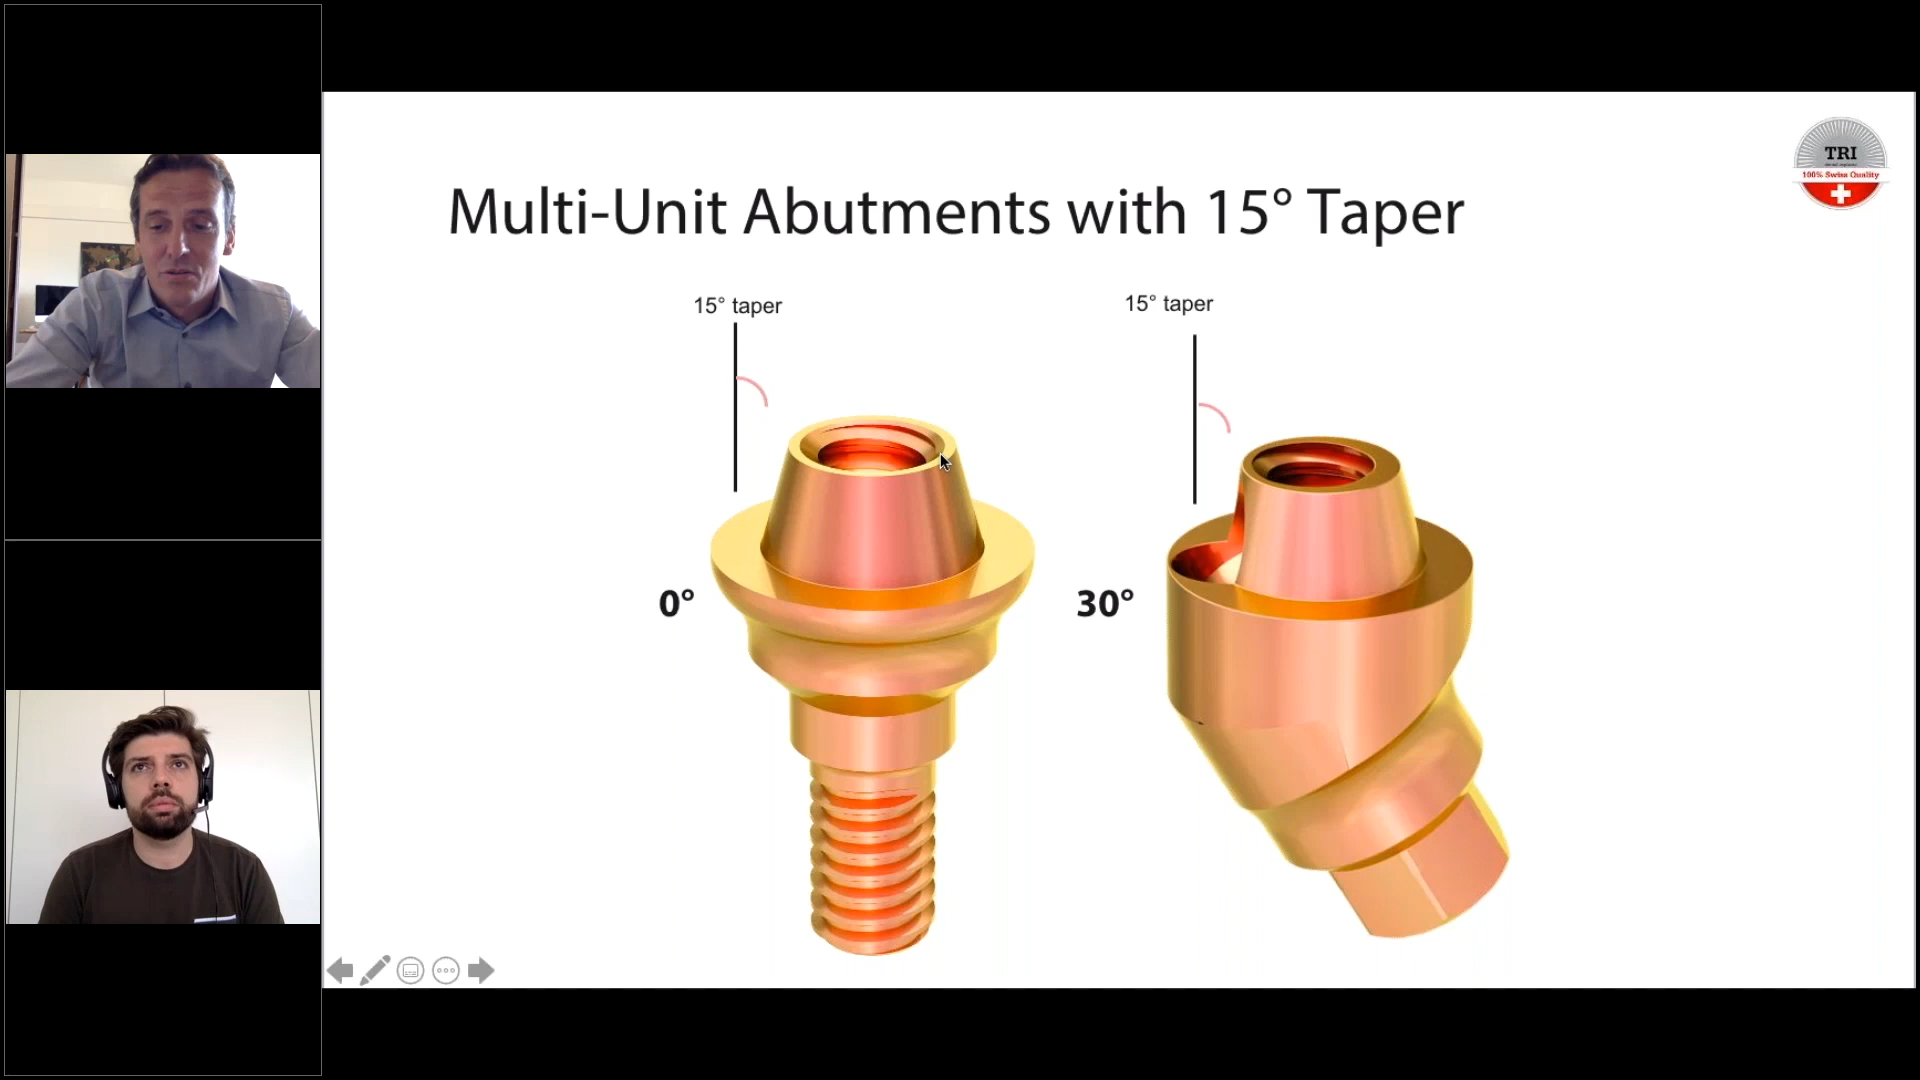 TRI
100% Swiss Quality
Multi-Unit Abutments with 15° Taper
15° taper
15° taper
0°
30°